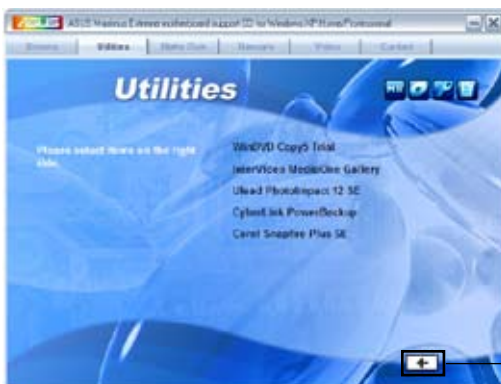 ASUS Maximus Extreme motherboard support CD for Windows XP Home/Professional
Drivers Utilities Make Disk Manuals Video Contact
Utilities
Please select items on the right side.
WinDVD Copy5 Trial
InterVideo MediaOne Gallery
Ulead PhotoImpact 12 SE
CyberLink PowerBackup
Corel Snapfire Plus SE